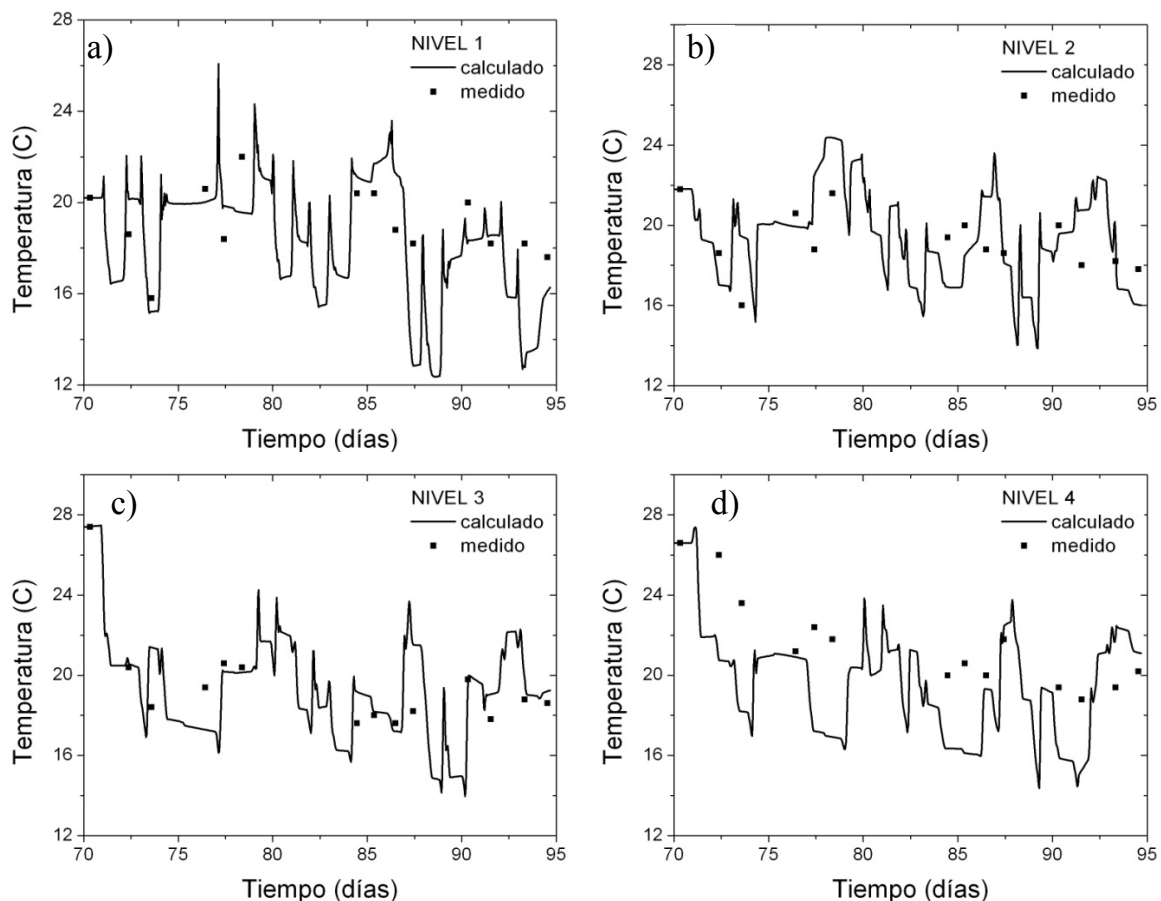 a)
NIVEL 1
calculado
medido
28
24
20
16
12
70 75 80 85 90 95
Temperatura (C)
Tiempo (días)
b)
NIVEL 2
calculado
medido
28
24
20
16
12
70 75 80 85 90 95
Temperatura (C)
Tiempo (días)
c)
NIVEL 3
calculado
medido
28
24
20
16
12
70 75 80 85 90 95
Temperatura (C)
Tiempo (días)
d)
NIVEL 4
calculado
medido
28
24
20
16
12
70 75 80 85 90 95
Temperatura (C)
Tiempo (días)